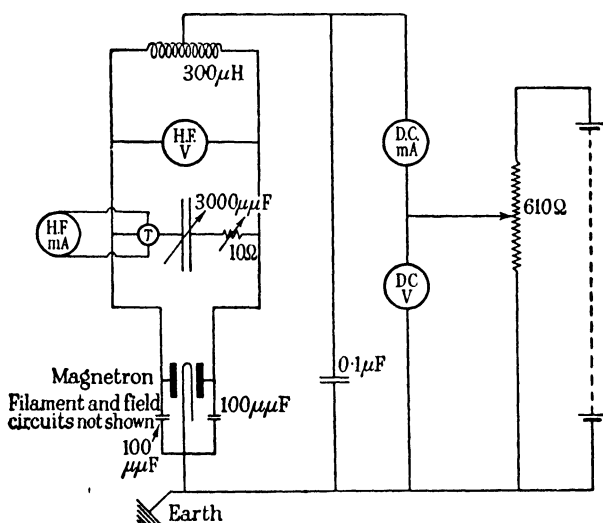 300μH
H.F.
V
D.C.
mA
3000μμF
H.F
mA
T
10Ω
610Ω
DC
V
Magnetron
Filament and field
circuits not shown
100μμF
0·1μF
100
μμF
Earth